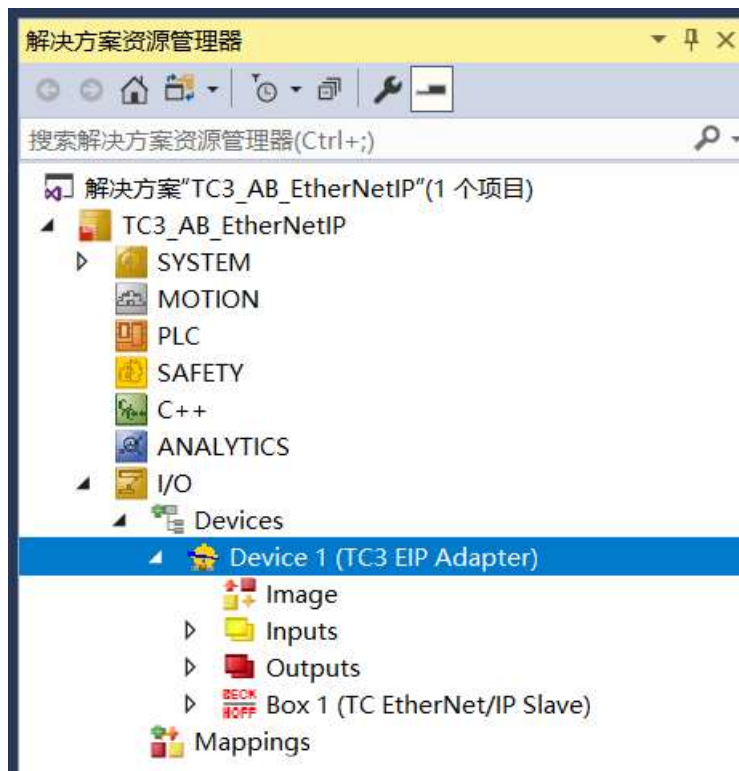 解决方案资源管理器
搜索解决方案资源管理器(Ctrl+;)
解决方案"TC3_AB_EtherNetIP"(1 个项目)
TC3_AB_EtherNetIP
SYSTEM
MOTION
PLC
SAFETY
C++
ANALYTICS
I/O
Devices
Device 1 (TC3 EIP Adapter)
Image
Inputs
Outputs
BECK HOFF Box 1 (TC EtherNet/IP Slave)
Mappings